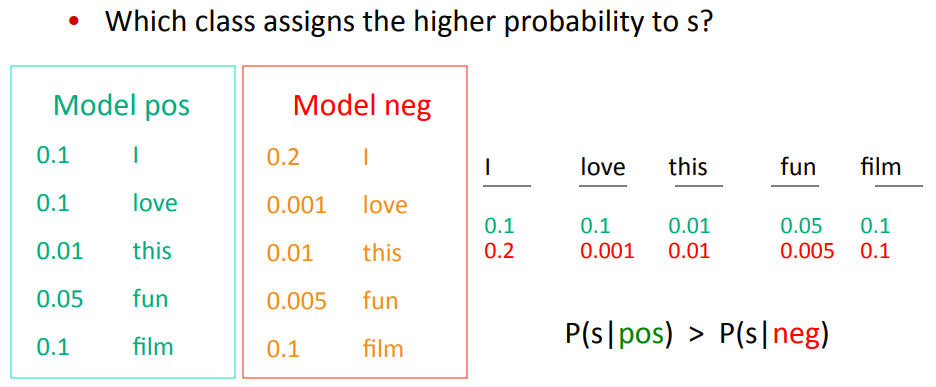 • Which class assigns the higher probability to s?
Model pos
0.1 I
0.1 love
0.01 this
0.05 fun
0.1 film
Model neg
0.2 I
0.001 love
0.01 this
0.005 fun
0.1 film
I love this fun film
0.1 0.1 0.01 0.05 0.1
0.2 0.001 0.01 0.005 0.1
P(s|pos) > P(s|neg)